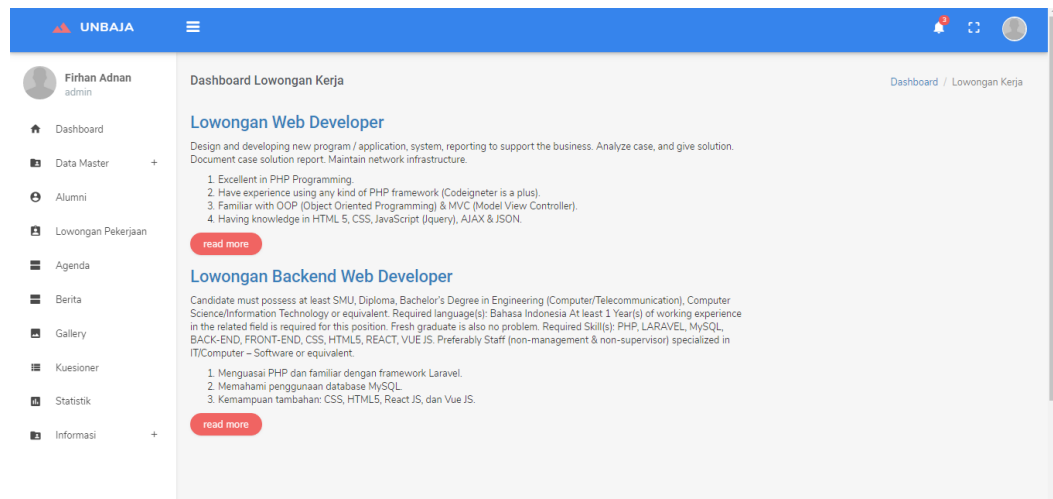 UNBAJA
3
Firhan Adnan
admin
Dashboard
Data Master +
Alumni
Lowongan Pekerjaan
Agenda
Berita
Gallery
Kuesioner
Statistik
Informasi +
Dashboard Lowongan Kerja
Dashboard / Lowongan Kerja
Lowongan Web Developer
Design and developing new program / application, system, reporting to support the business. Analyze case, and give solution.
Document case solution report. Maintain network infrastructure.
1. Excellent in PHP Programming.
2. Have experience using any kind of PHP framework (Codeigneter is a plus).
3. Familiar with OOP (Object Oriented Programming) & MVC (Model View Controller).
4. Having knowledge in HTML 5, CSS, JavaScript (Jquery), AJAX & JSON.
read more
Lowongan Backend Web Developer
Candidate must possess at least SMU, Diploma, Bachelor's Degree in Engineering (Computer/Telecommunication), Computer
Science/Information Technology or equivalent. Required language(s): Bahasa Indonesia At least 1 Year(s) of working experience
in the related field is required for this position. Fresh graduate is also no problem. Required Skill(s): PHP, LARAVEL, MySQL,
BACK-END, FRONT-END, CSS, HTML5, REACT, VUE JS. Preferably Staff (non-management & non-supervisor) specialized in
IT/Computer – Software or equivalent.
1. Menguasai PHP dan familiar dengan framework Laravel.
2. Memahami penggunaan database MySQL.
3. Kemampuan tambahan: CSS, HTML5, React JS, dan Vue JS.
read more